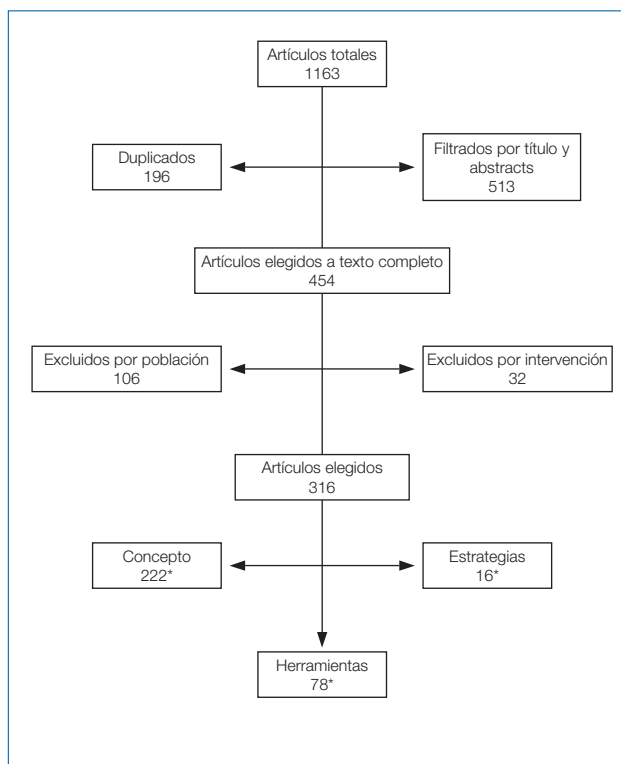 Artículos totales
1163
Duplicados
196
Filtrados por título y
abstracts
513
Artículos elegidos a texto completo
454
Excluidos por población
106
Excluidos por intervención
32
Artículos elegidos
316
Concepto
222*
Estrategias
16*
Herramientas
78*